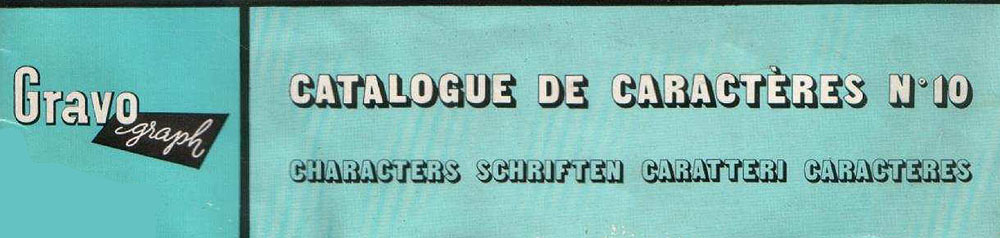 Gravo
graph
CATALOGUE DE CARACTÈRES N°10
CHARACTERS SCHRIFTEN CARATTERI CARACTERES